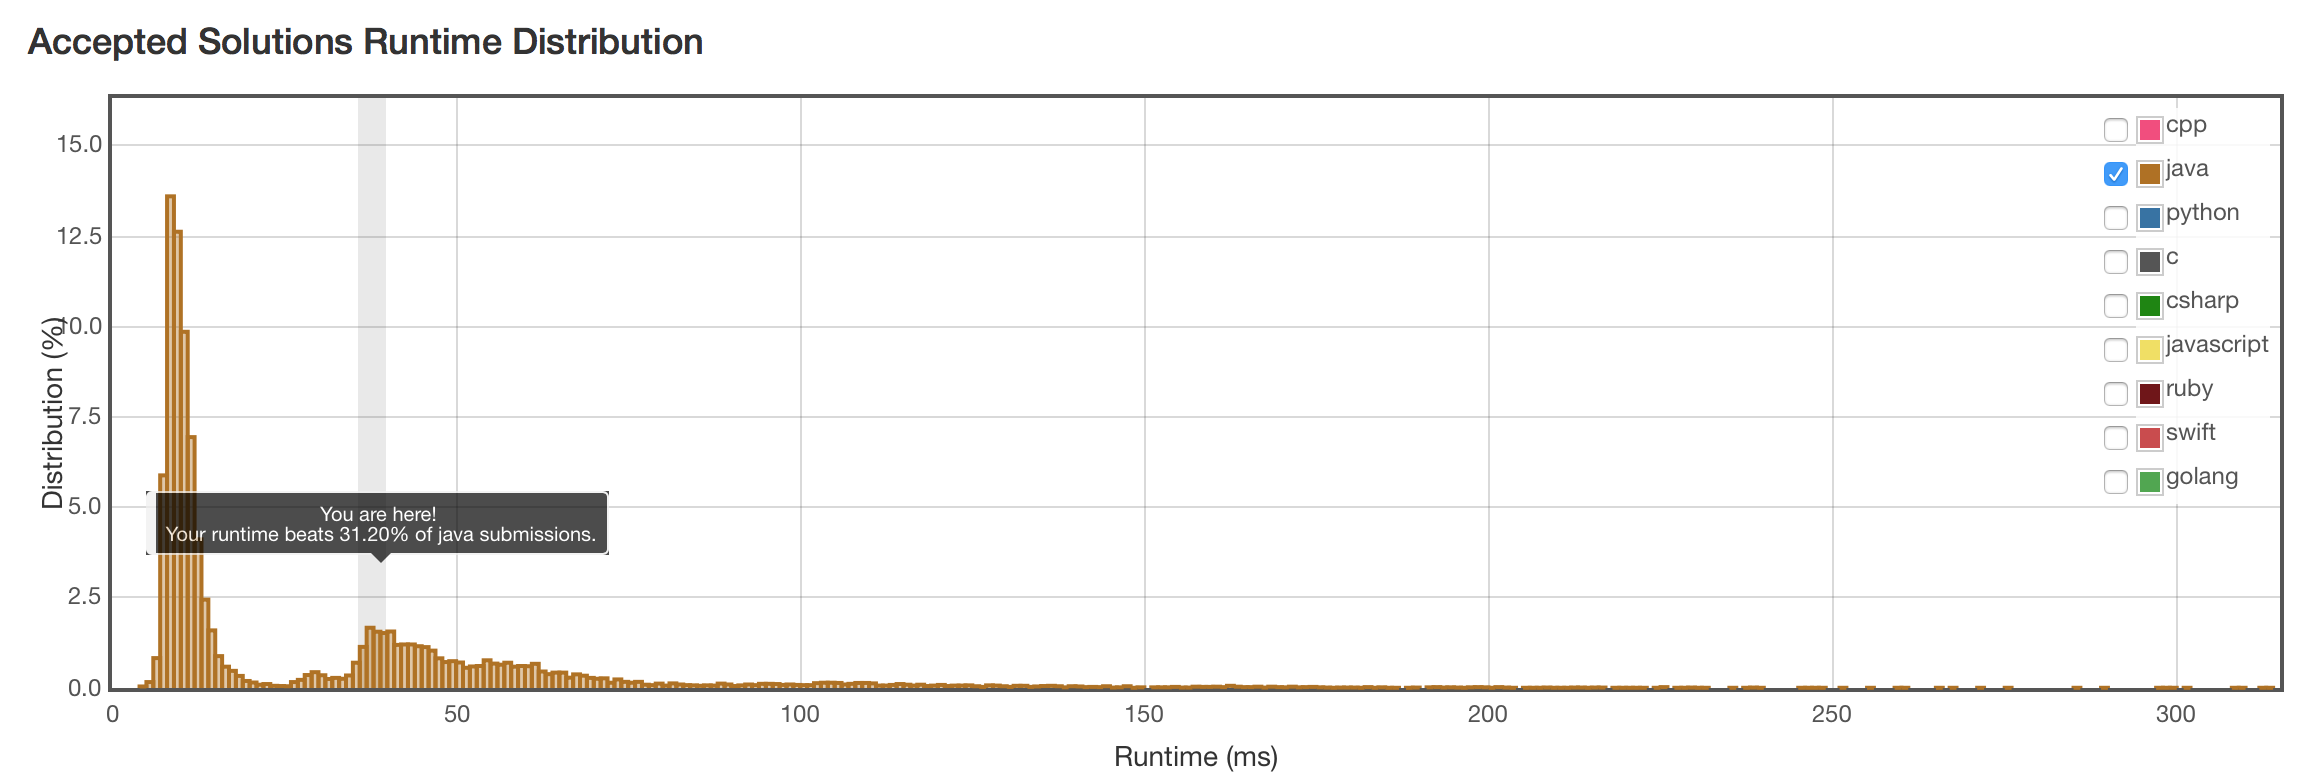 Accepted Solutions Runtime Distribution
cpp
java
python
c
csharp
javascript
ruby
swift
golang
15.0
12.5
10.0
7.5
5.0
2.5
0.0
Distribution (%)
You are here!
Your runtime beats 31.20% of java submissions.
0
50
100
150
200
250
300
Runtime (ms)